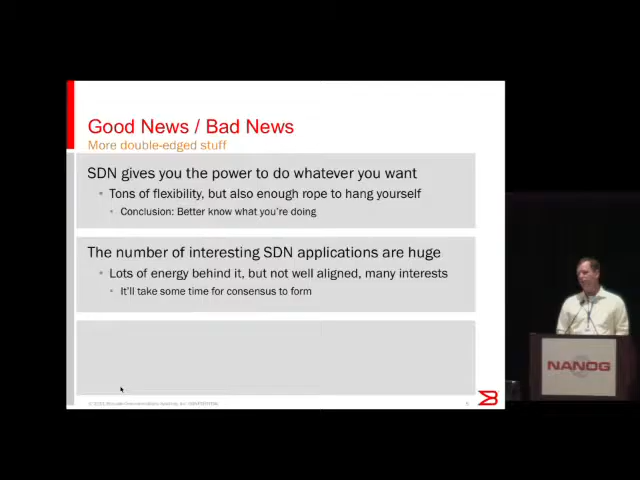 Good News / Bad News
More double-edged stuff
SDN gives you the power to do whatever you want
• Tons of flexibility, but also enough rope to hang yourself
• Conclusion: Better know what you're doing
The number of interesting SDN applications are huge
• Lots of energy behind it, but not well aligned, many interests
• It'll take some time for consensus to form
NANOG